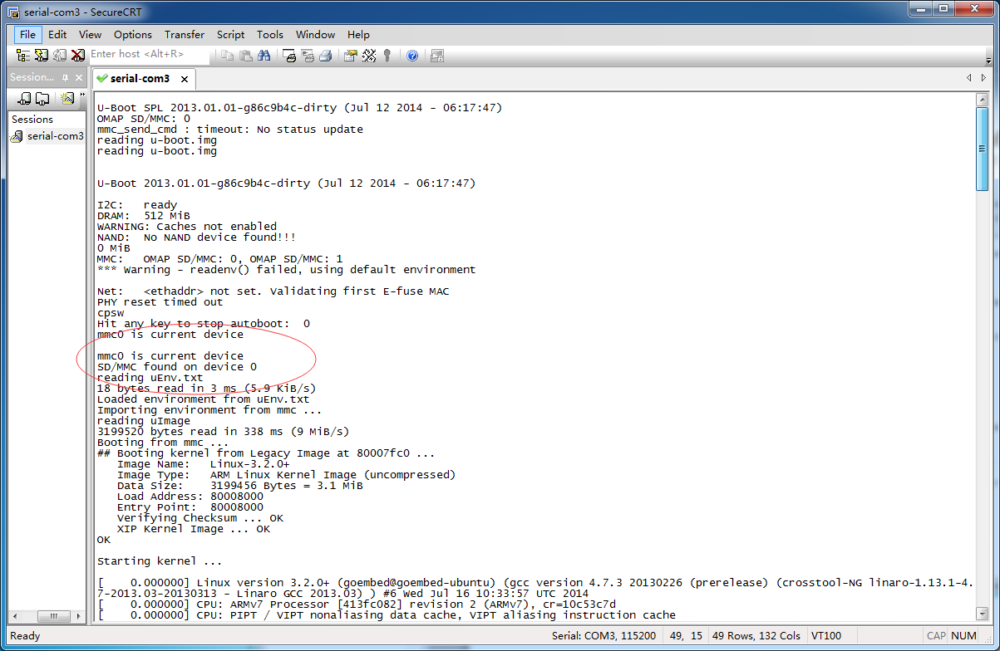 serial-com3 - SecureCRT
File Edit View Options Transfer Script Tools Window Help
Enter host <Alt+R>
Session...
serial-com3
Sessions
serial-com3
U-Boot SPL 2013.01.01-g86c9b4c-dirty (Jul 12 2014 - 06:17:47)
OMAP SD/MMC: 0
mmc_send_cmd : timeout: No status update
reading u-boot.img
reading u-boot.img
U-Boot 2013.01.01-g86c9b4c-dirty (Jul 12 2014 - 06:17:47)
I2C:   ready
DRAM:  512 MiB
WARNING: Caches not enabled
NAND:  No NAND device found!!!
0 MiB
MMC:   OMAP SD/MMC: 0, OMAP SD/MMC: 1
*** Warning - readenv() failed, using default environment
Net:   <ethaddr> not set. Validating first E-fuse MAC
PHY reset timed out
cpsw
Hit any key to stop autoboot:  0
mmc0 is current device
mmc0 is current device
SD/MMC found on device 0
reading uEnv.txt
18 bytes read in 3 ms (5.9 KiB/s)
Loaded environment from uEnv.txt
Importing environment from mmc ...
reading uImage
3199520 bytes read in 338 ms (9 MiB/s)
Booting from mmc ...
## Booting kernel from Legacy Image at 80007fc0 ...
   Image Name:   Linux-3.2.0+
   Image Type:   ARM Linux Kernel Image (uncompressed)
   Data Size:    3199456 Bytes = 3.1 MiB
   Load Address: 80008000
   Entry Point:  80008000
   Verifying Checksum ... OK
   XIP Kernel Image ... OK
OK
Starting kernel ...
[    0.000000] Linux version 3.2.0+ (goembed@goembed-ubuntu) (gcc version 4.7.3 20130226 (prerelease) (crosstool-NG linaro-1.13.1-4.
7-2013.03-20130313 - Linaro GCC 2013.03) ) #6 Wed Jul 16 10:33:57 UTC 2014
[    0.000000] CPU: ARMv7 Processor [413fc082] revision 2 (ARMv7), cr=10c53c7d
[    0.000000] CPU: PIPT / VIPT nonaliasing data cache, VIPT aliasing instruction cache
Ready Serial: COM3, 115200 49, 15 49 Rows, 132 Cols VT100 CAP NUM